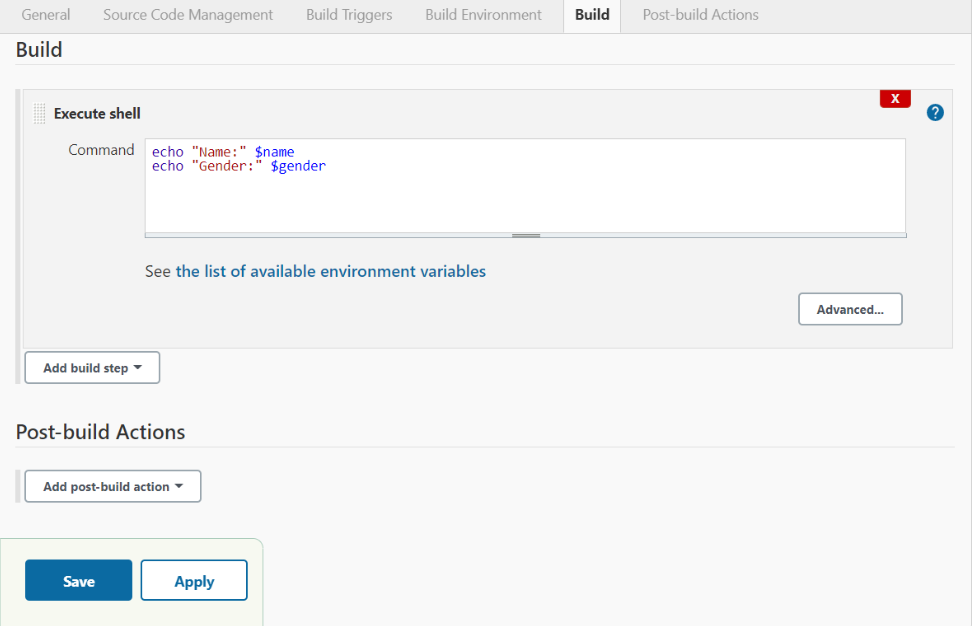 General Source Code Management Build Triggers Build Environment Build Post-build Actions
Build
X
Execute shell ?
Command echo "Name:" $name
echo "Gender:" $gender
See the list of available environment variables
Advanced...
Add build step
Post-build Actions
Add post-build action
Save Apply